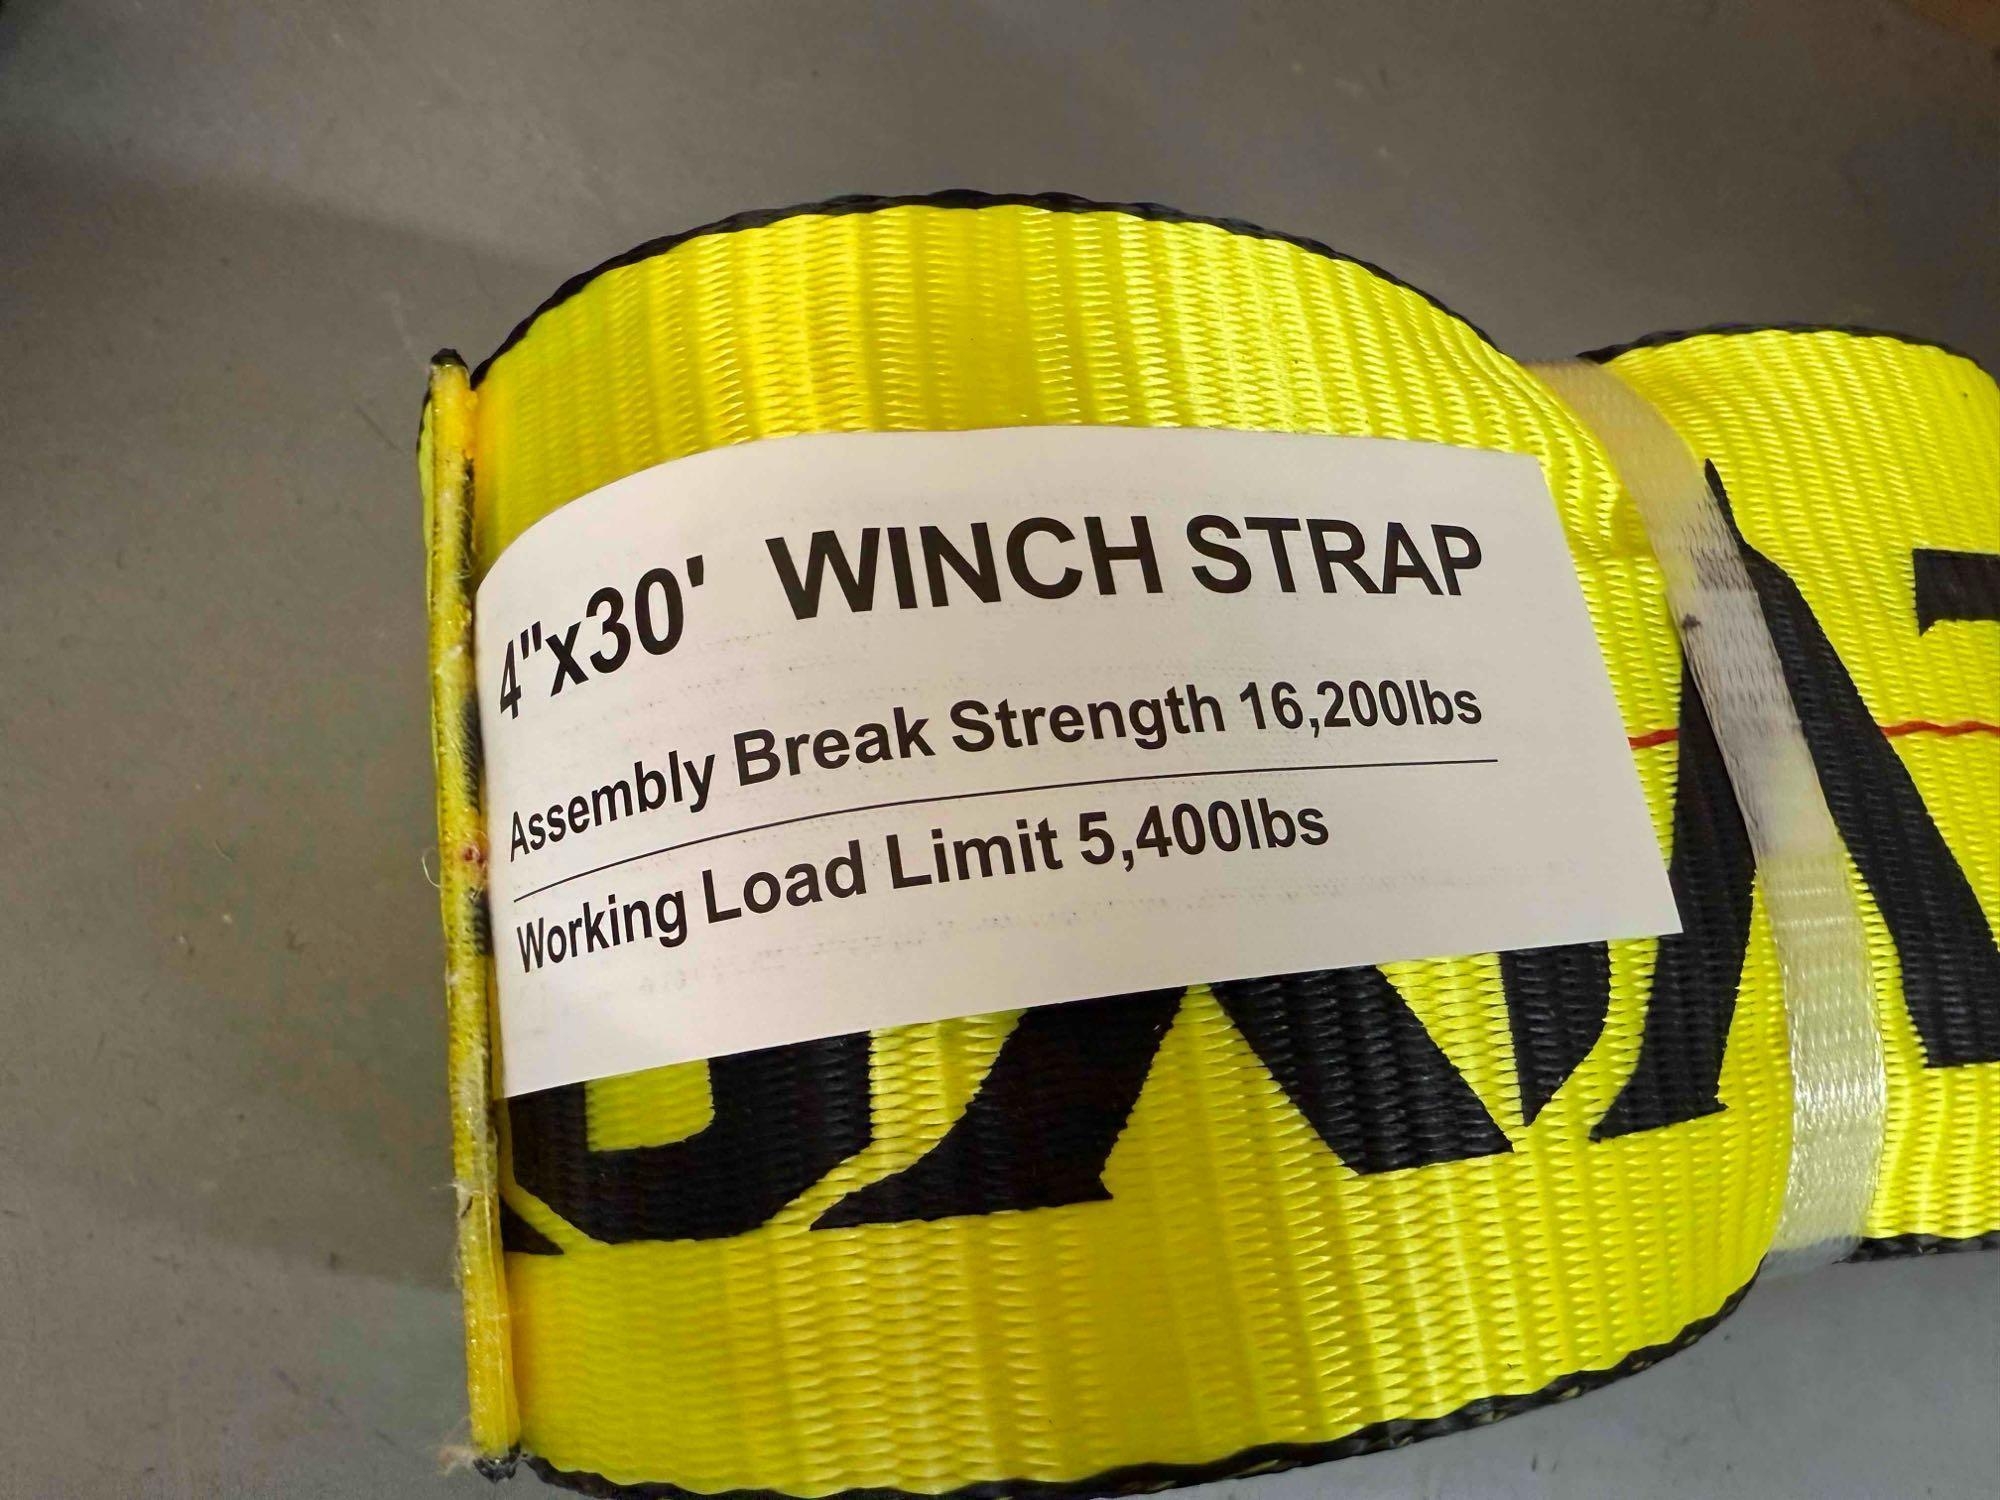 4"x30' WINCH STRAP
Assembly Break Strength 16,200lbs
Working Load Limit 5,400lbs